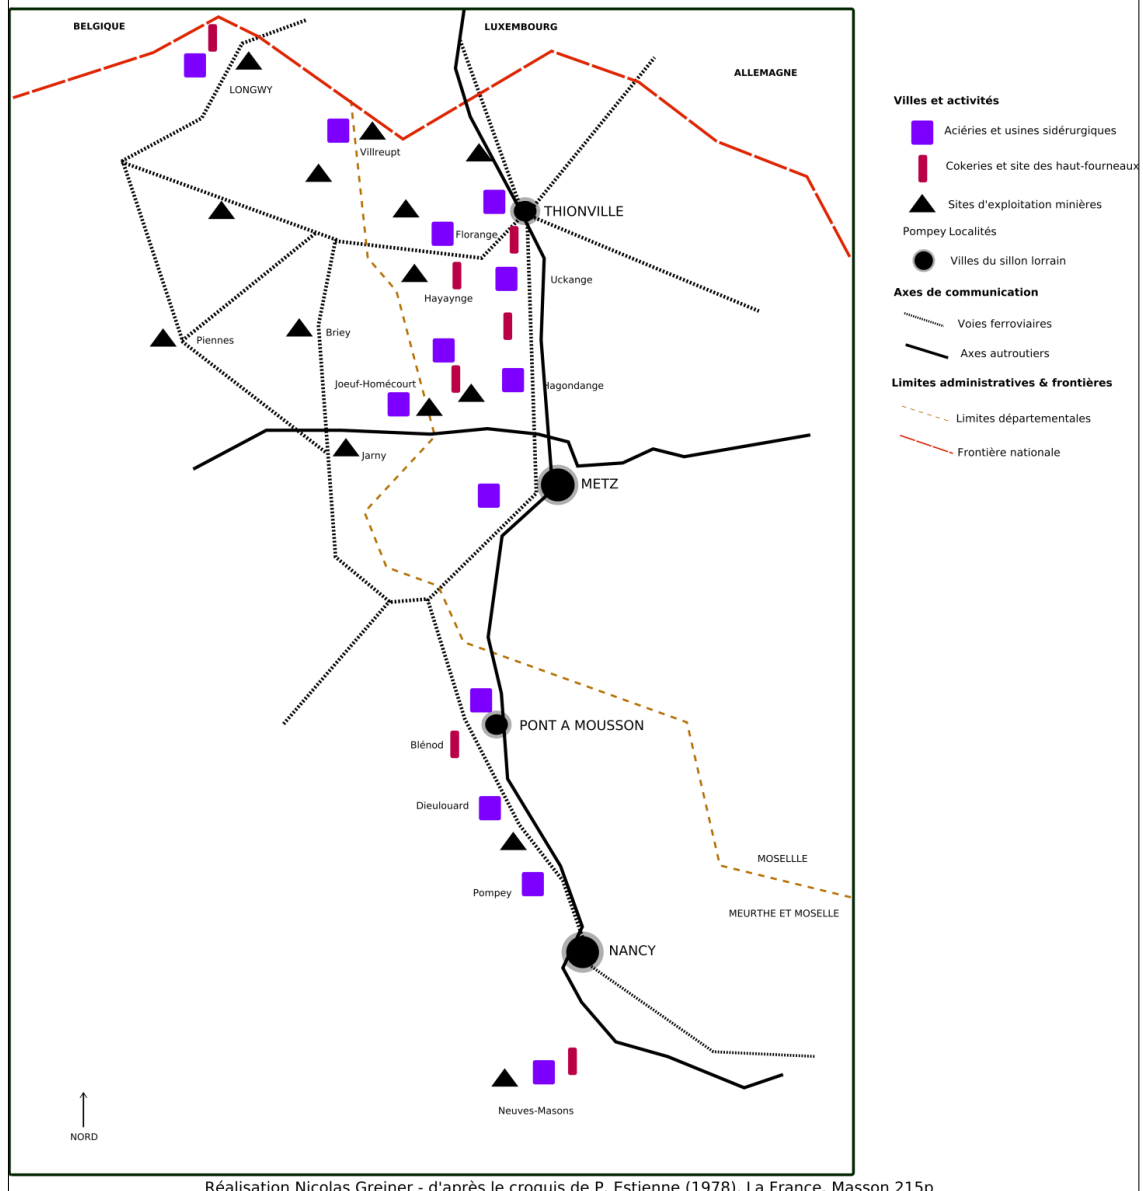 BELGIQUE
LUXEMBOURG
ALLEMAGNE
LONGWY
Villreupt
THIONVILLE
Florange
Uckange
Hayaynge
Piennes
Briey
Joeuf-Homécourt
Hagondange
Jarny
METZ
PONT A MOUSSON
Blénod
Dieulouard
Pompey
MOSELLLE
MEURTHE ET MOSELLE
NANCY
Neuves-Masons
NORD
Villes et activités
Aciéries et usines sidérurgiques
Cokeries et site des haut-fourneaux
Sites d'exploitation minières
Pompey Localités
Villes du sillon lorrain
Axes de communication
Voies ferroviaires
Axes autroutiers
Limites administratives & frontières
Limites départementales
Frontière nationale
Réalisation Nicolas Greiner - d'après le croquis de P. Estienne (1978), La France, Masson 215p